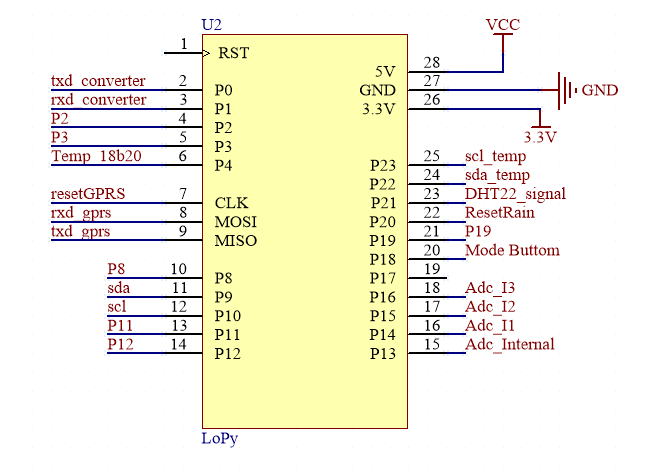 U2
VCC
1 RST
28
5V
txd_converter 2 P0
27
GND GND
rxd_converter 3 P1
26
3.3V
3.3V
P2 4 P2
P3 5 P3
Temp_18b20 6 P4
P23 25 scl_temp
P22 24 sda_temp
resetGPRS 7 CLK
P21 23 DHT22_signal
rxd_gprs 8 MOSI
P20 22 ResetRain
txd_gprs 9 MISO
P19 21 P19
P18 20 Mode Buttom
P8 10 P8
P17 19
sda 11 P9
P16 18 Adc_I3
scl 12 P10
P15 17 Adc_I2
P11 13 P11
P14 16 Adc_I1
P12 14 P12
P13 15 Adc_Internal
LoPy